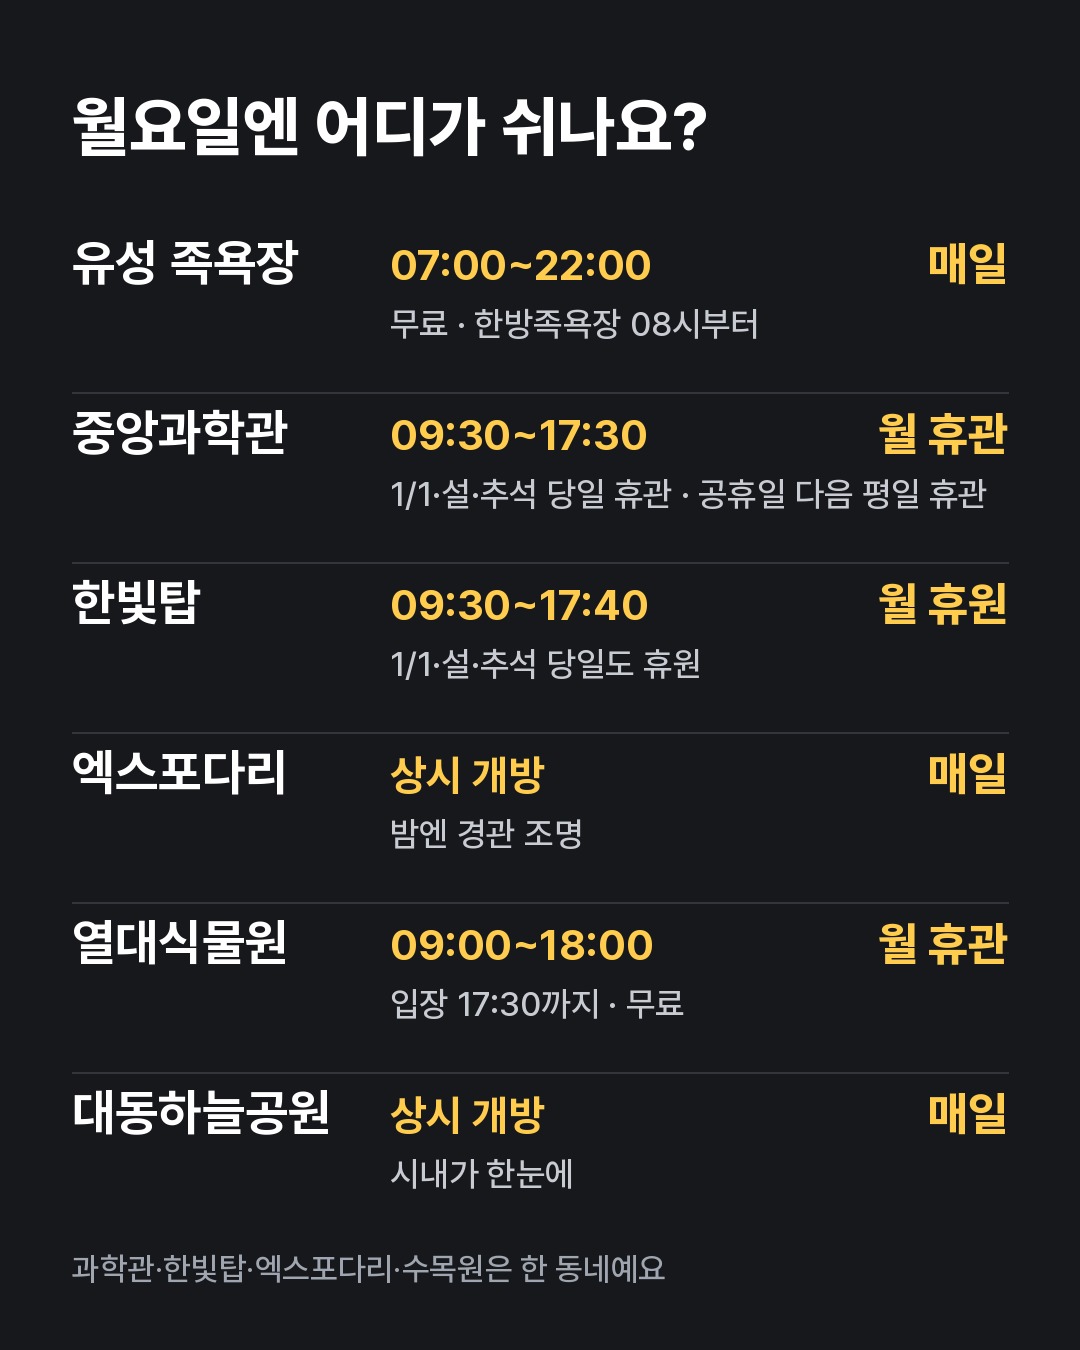 월요일엔 어디가 쉬나요?
유성 족욕장 07:00~22:00 매일
무료 · 한방족욕장 08시부터
중앙과학관 09:30~17:30 월 휴관
1/1·설·추석 당일 휴관 · 공휴일 다음 평일 휴관
한빛탑 09:30~17:40 월 휴원
1/1·설·추석 당일도 휴원
엑스포다리 상시 개방 매일
밤엔 경관 조명
열대식물원 09:00~18:00 월 휴관
입장 17:30까지 · 무료
대동하늘공원 상시 개방 매일
시내가 한눈에
과학관·한빛탑·엑스포다리·수목원은 한 동네예요